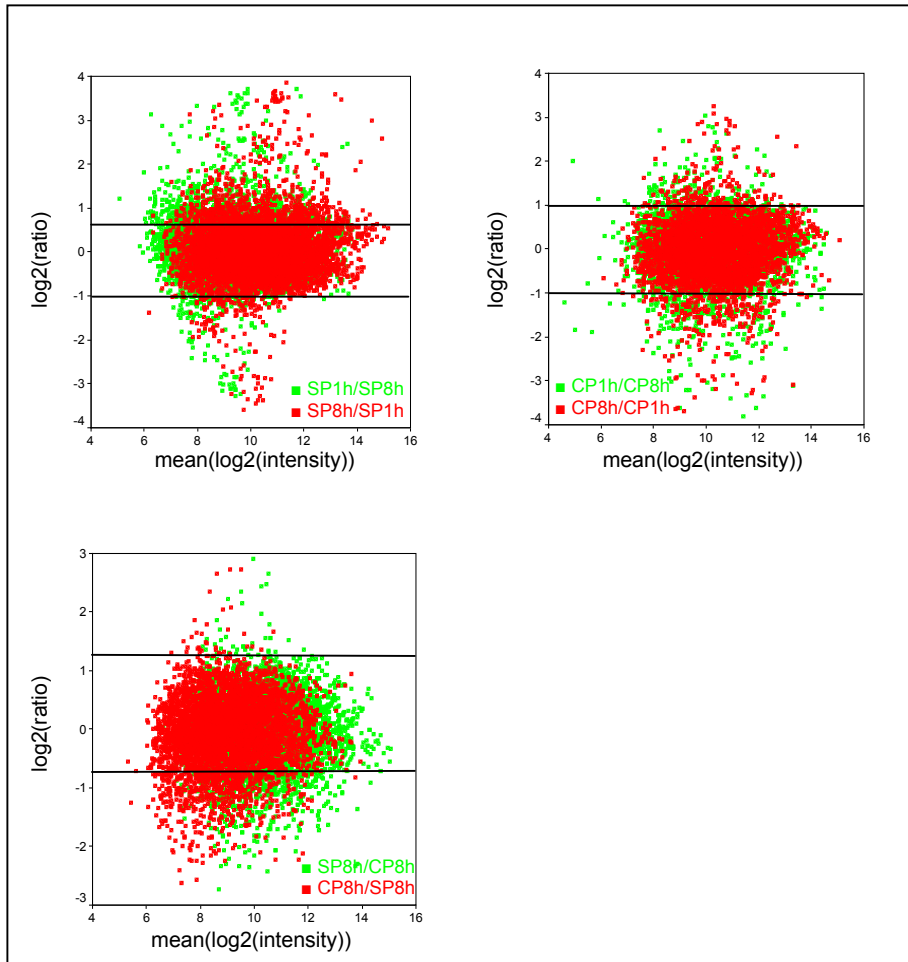 4
3
2
1
0
-1
-2
-3
-4
log2(ratio)
SP1h/SP8h
SP8h/SP1h
4 6 8 10 12 14 16
mean(log2(intensity))
4
3
2
1
0
-1
-2
-3
-4
log2(ratio)
CP1h/CP8h
CP8h/CP1h
4 6 8 10 12 14 16
mean(log2(intensity))
3
2
1
0
-1
-2
-3
log2(ratio)
SP8h/CP8h
CP8h/SP8h
4 6 8 10 12 14 16
mean(log2(intensity))